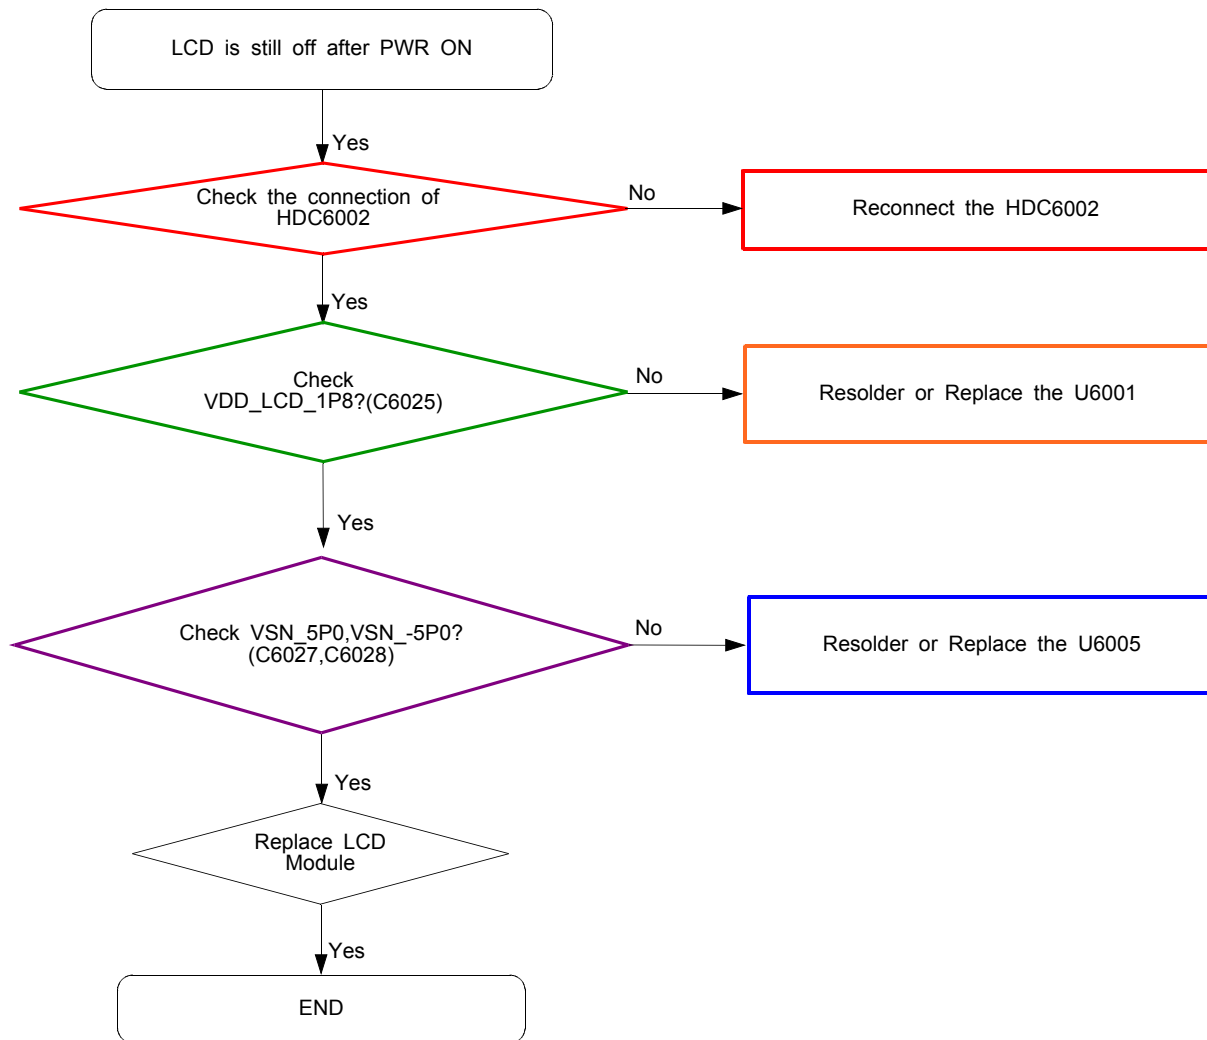 LCD is still off after PWR ON
Yes
Check the connection of
HDC6002
No
Reconnect the HDC6002
Yes
Check
VDD_LCD_1P8?(C6025)
No
Resolder or Replace the U6001
Yes
Check VSN_5P0,VSN_-5P0?
(C6027,C6028)
No
Resolder or Replace the U6005
Yes
Replace LCD
Module
Yes
END